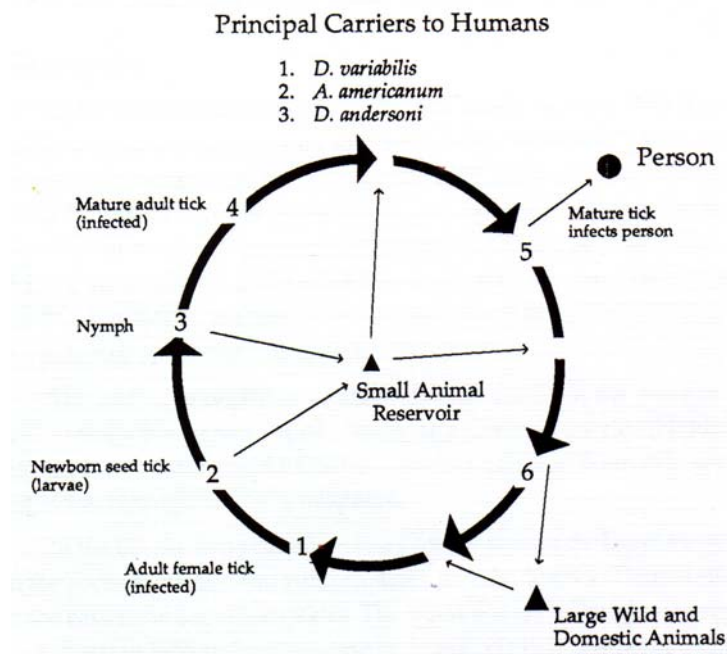 Principal Carriers to Humans
1. D. variabilis
2. A. americanum
3. D. andersoni
Person
Mature adult tick
(infected)
4
Mature tick
infects person
5
Nymph
3
Small Animal
Reservoir
Newborn seed tick
(larvae)
2
6
1
Adult female tick
(infected)
Large Wild and
Domestic Animals